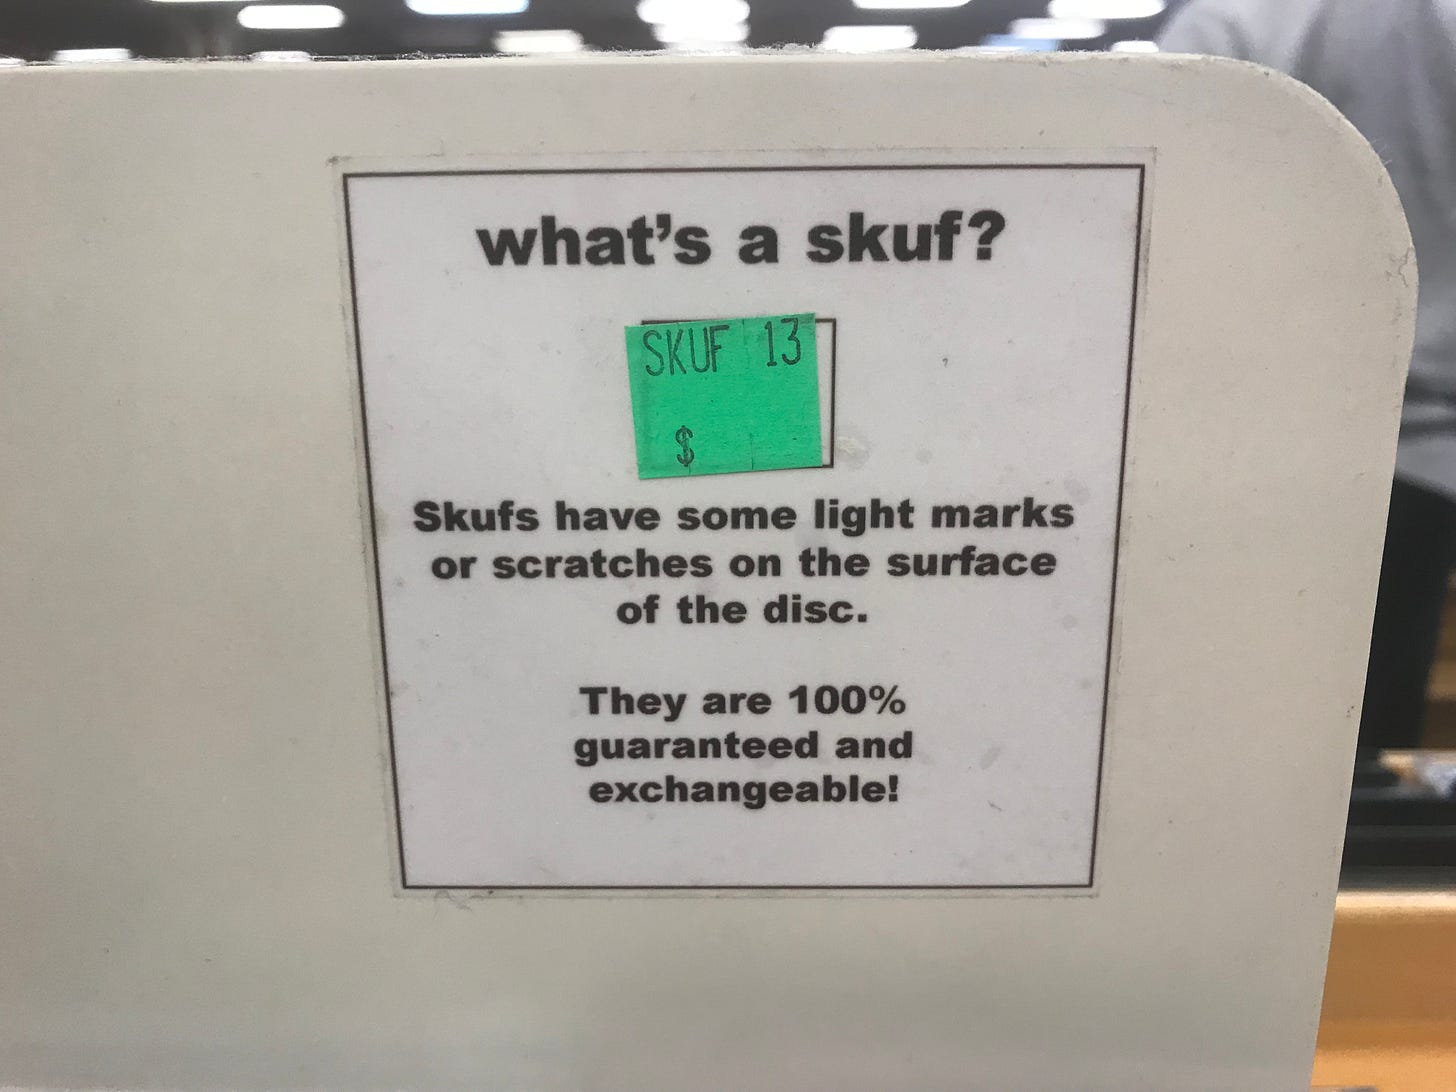 what's a skuf?
SKUF 13
$
Skufs have some light marks
or scratches on the surface
of the disc.
They are 100%
guaranteed and
exchangeable!